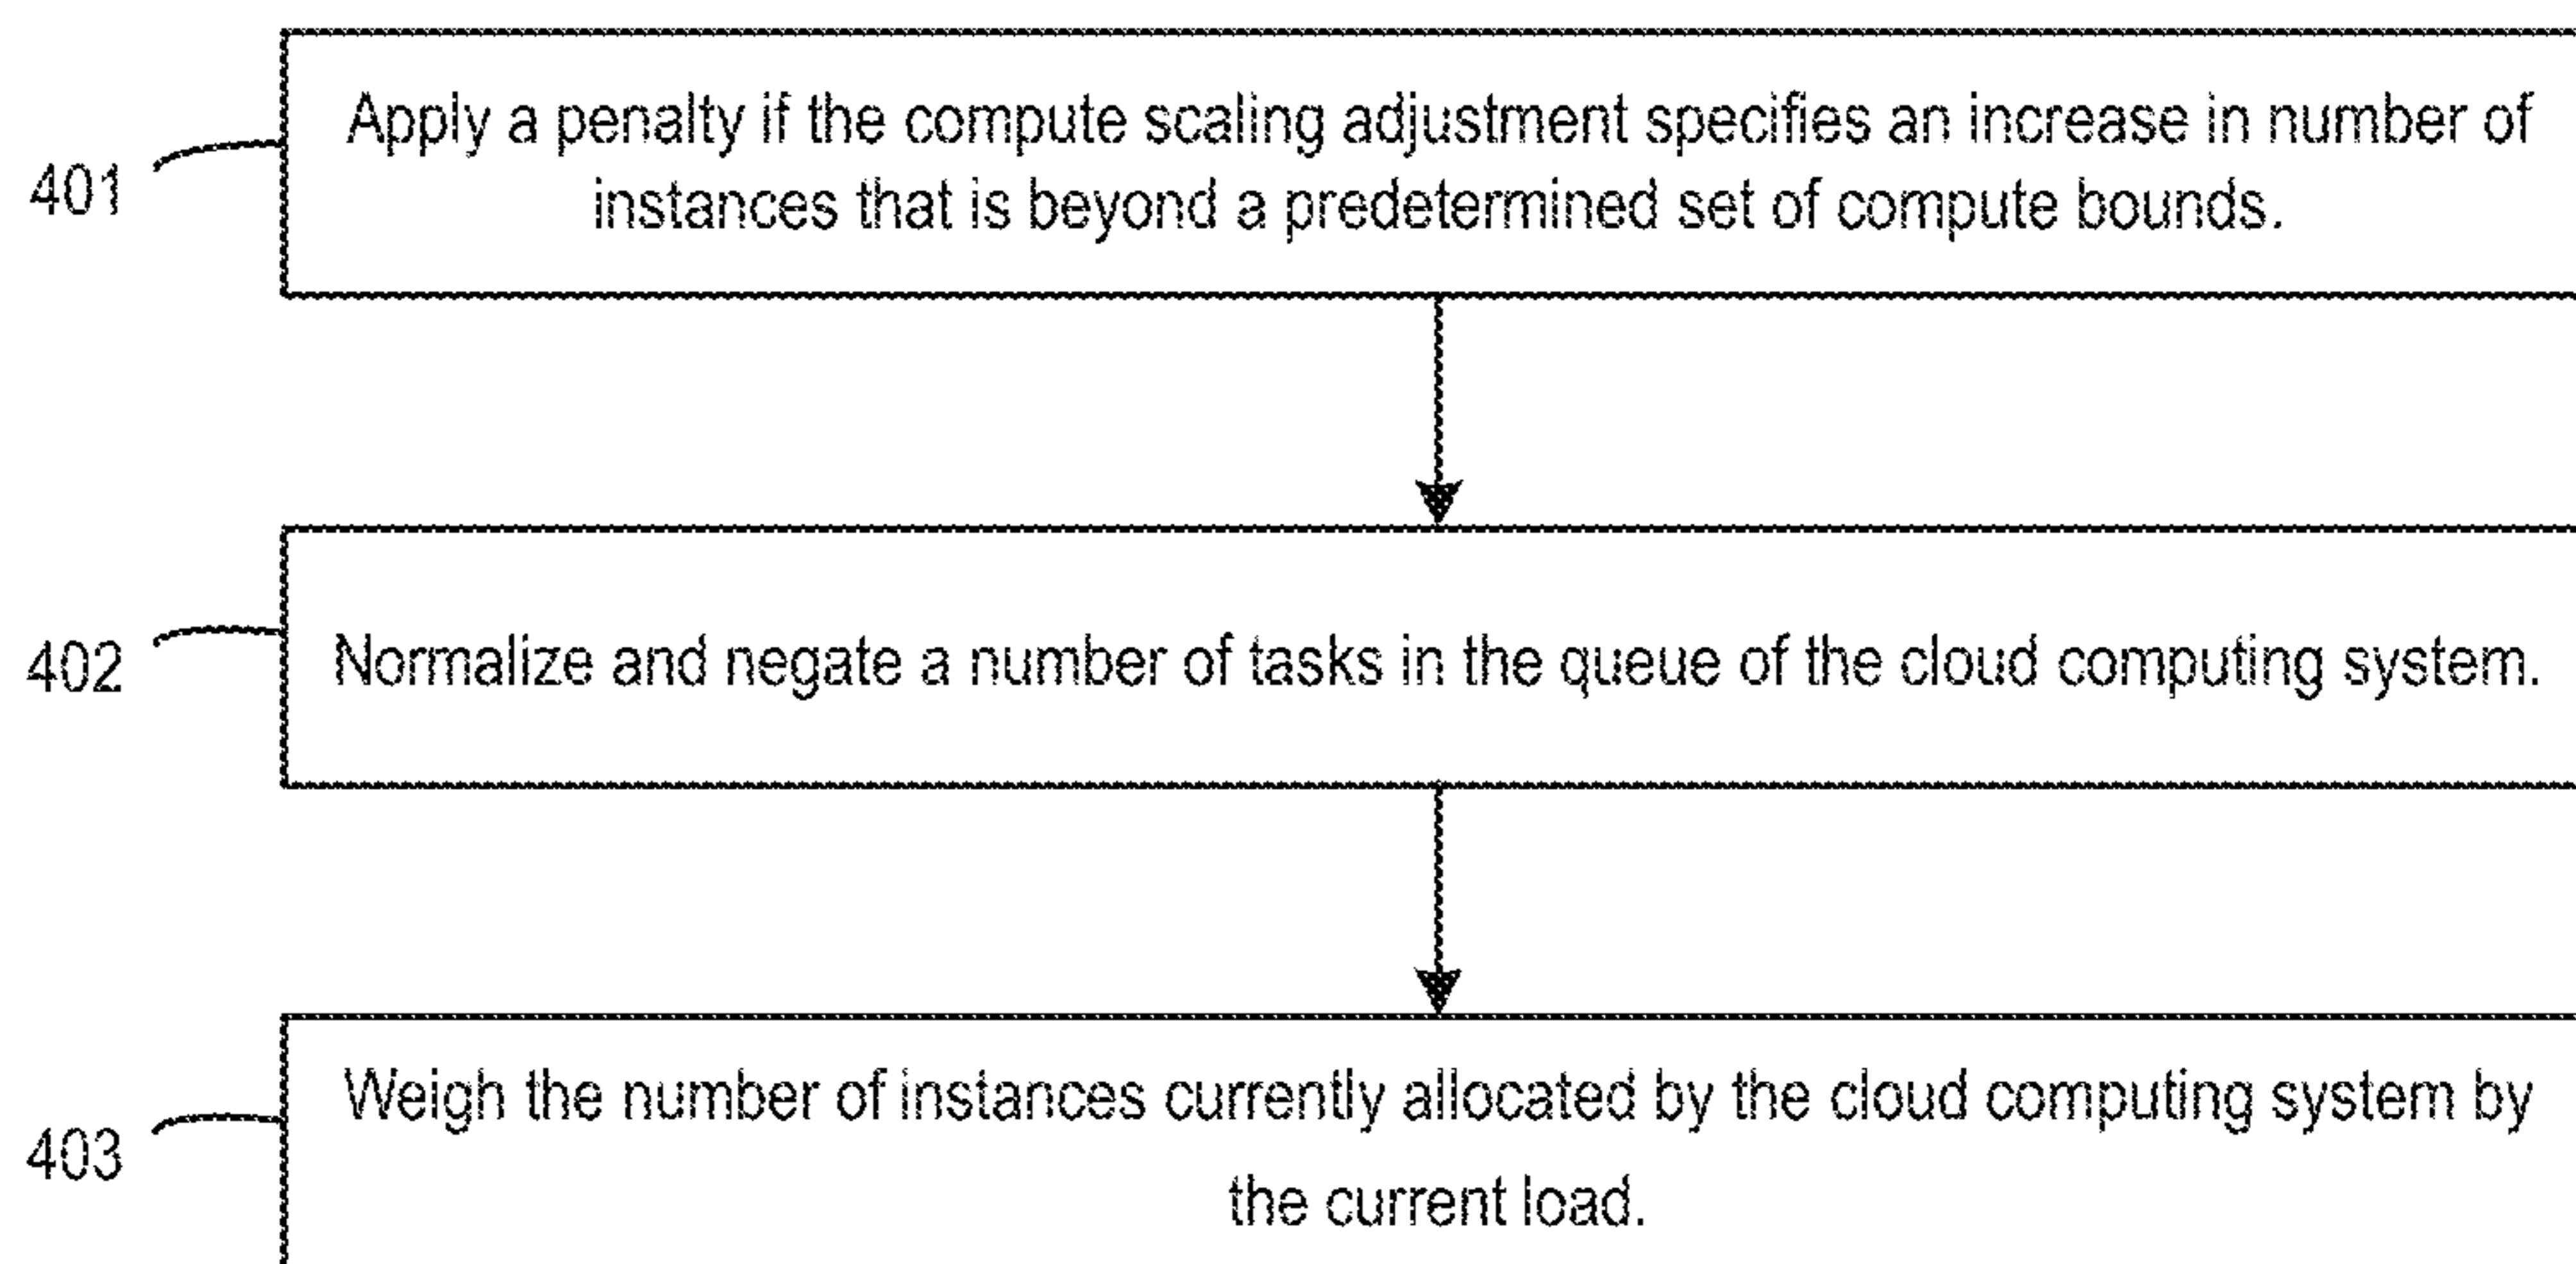 401
Apply a penalty if the compute scaling adjustment specifies an increase in number of
instances that is beyond a predetermined set of compute bounds.
402
Normalize and negate a number of tasks in the queue of the cloud computing system.
403
Weigh the number of instances currently allocated by the cloud computing system by
the current load.